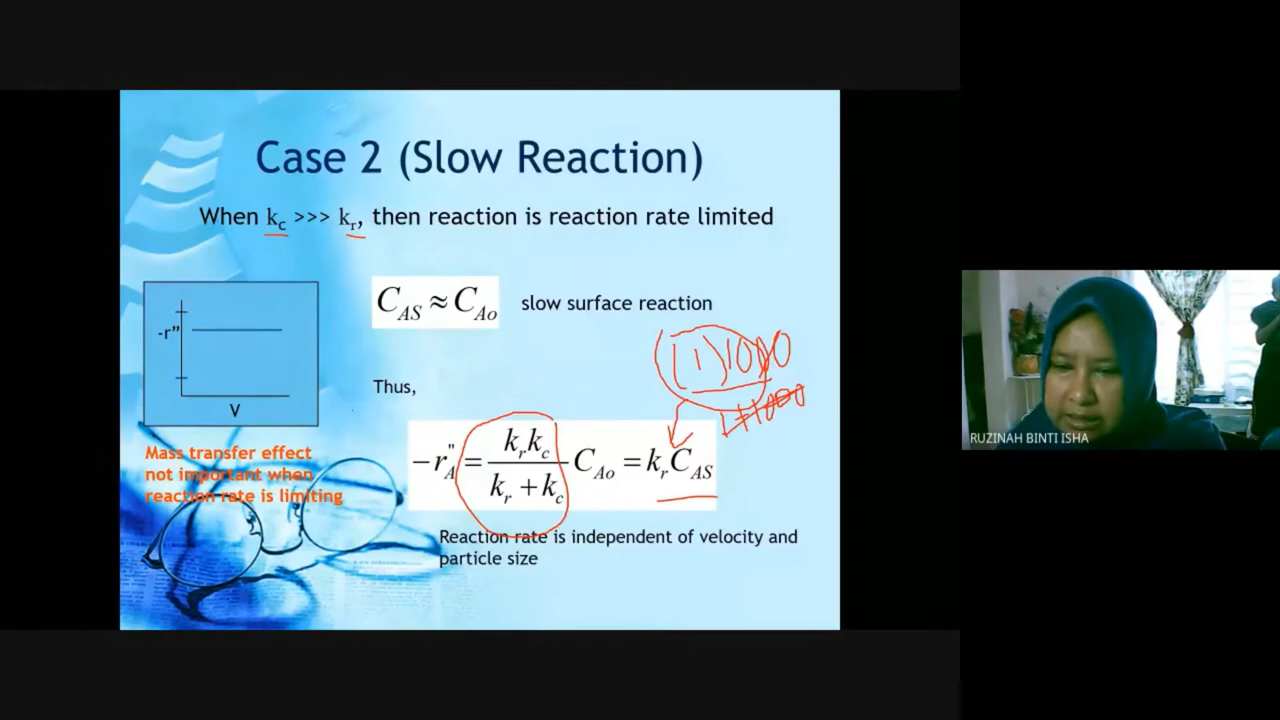 Case 2 (Slow Reaction)
When k_c >>> k_r, then reaction is reaction rate limited
C_AS ≈ C_Ao slow surface reaction
(1)1000
1+1000
-r"
V
Thus,
Mass transfer effect
not important when
reaction rate is limiting
-r_A" = k_r k_c / (k_r + k_c) C_Ao = k_r C_AS
Reaction rate is independent of velocity and
particle size
RUZINAH BINTI ISHA